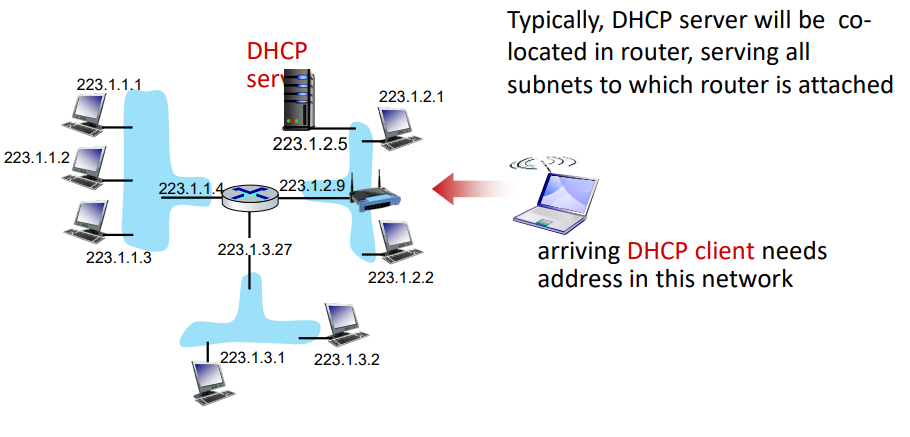 Typically, DHCP server will be co-
located in router, serving all
subnets to which router is attached
DHCP
223.1.1.1
223.1.2.1
223.1.2.5
223.1.1.2
223.1.1.4
223.1.2.9
223.1.1.3
223.1.3.27
223.1.2.2
arriving DHCP client needs
address in this network
223.1.3.1
223.1.3.2